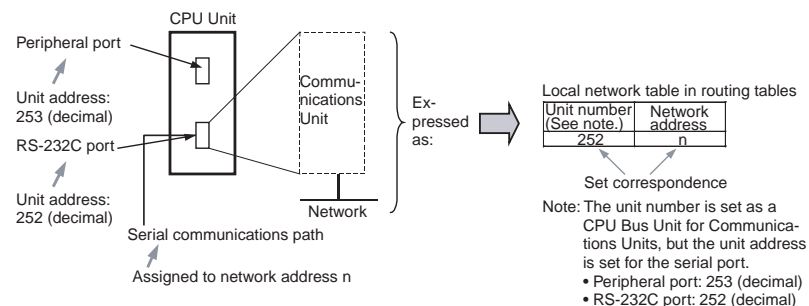 CPU Unit
Peripheral port
Unit address:
253 (decimal)
RS-232C port
Unit address:
252 (decimal)
Serial communications path
Assigned to network address n
Commu-
nications
Unit
Network
Ex-
pressed
as:
Local network table in routing tables
Unit number
(See note.)
Network
address
252
n
Set correspondence
Note: The unit number is set as a
CPU Bus Unit for Communica-
tions Units, but the unit address
is set for the serial port.
• Peripheral port: 253 (decimal)
• RS-232C port: 252 (decimal)